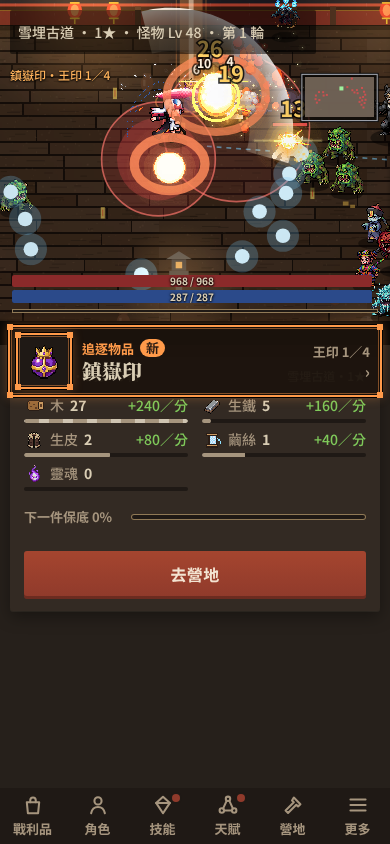 雪埋古道 · 1★ · 怪物 Lv 48 · 第 1 輪
鎮嶽印 · 王印 1／4
26
10
4
6
19
13
968 / 968
287 / 287
追逐物品 新
王印 1／4
鎮嶽印
›
木 27 +240／分
生鐵 5 +160／分
生皮 2 +80／分
繭絲 1 +40／分
靈魂 0
下一件保底 0%
去營地
戰利品
角色
技能
天賦
營地
更多